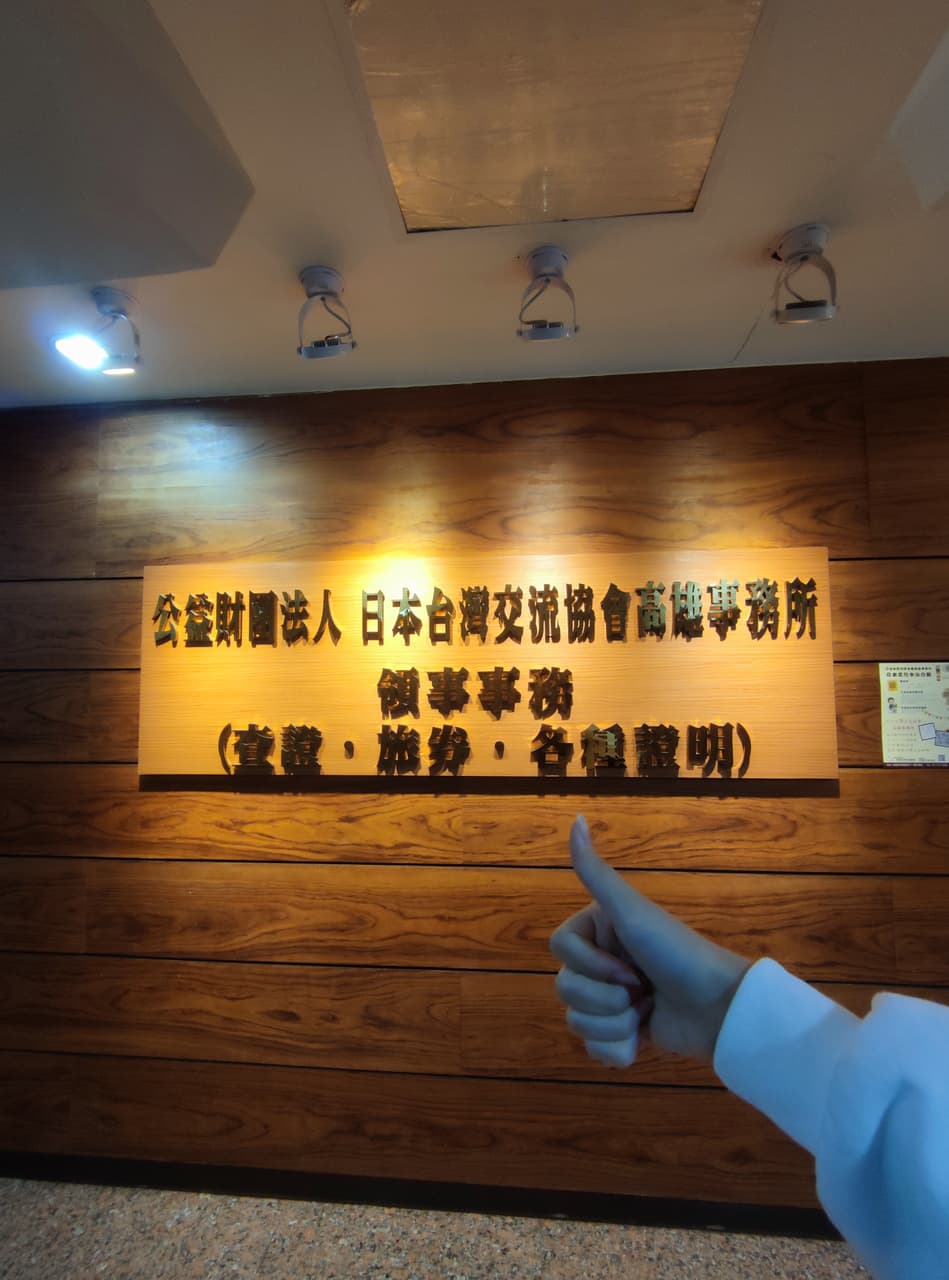 公益財團法人 日本台灣交流協會高雄事務所
領事事務
(查證・旅券・各種證明)